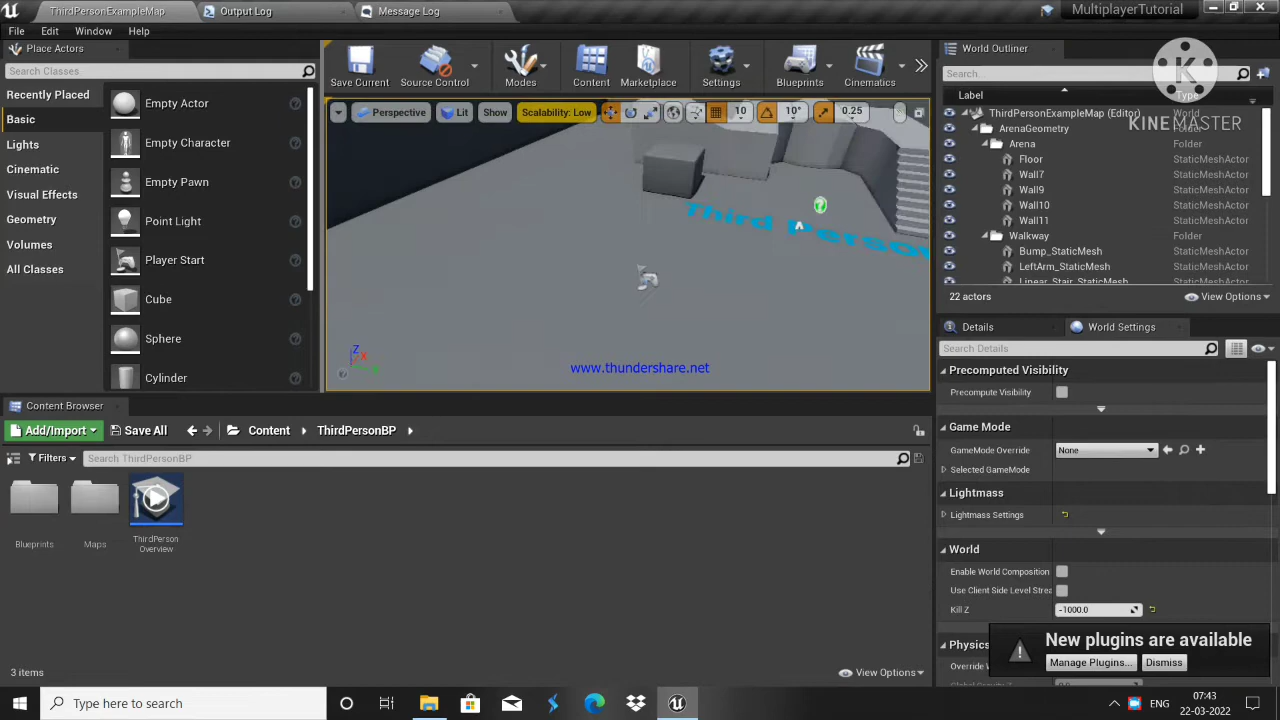 ThirdPersonExampleMap
Output Log
Message Log
MultiplayerTutorial
File Edit Window Help
Place Actors
Search Classes
Recently Placed
Basic
Lights
Cinematic
Visual Effects
Geometry
Volumes
All Classes
Empty Actor
Empty Character
Empty Pawn
Point Light
Player Start
Cube
Sphere
Cylinder
Save Current
Source Control
Modes
Content
Marketplace
Settings
Blueprints
Cinematics
Perspective
Lit
Show
Scalability: Low
10
10°
0.25
Third Person
Z
X
www.thundershare.net
World Outliner
Search...
Label
Type
ThirdPersonExampleMap (Editor) World
KINEMASTER
ArenaGeometry Folder
Arena Folder
Floor StaticMeshActor
Wall7 StaticMeshActor
Wall9 StaticMeshActor
Wall10 StaticMeshActor
Wall11 StaticMeshActor
Walkway Folder
Bump_StaticMesh StaticMeshActor
LeftArm_StaticMesh StaticMeshActor
Linear_Stair_StaticMesh StaticMeshActor
22 actors
View Options
Details
World Settings
Search Details
Precomputed Visibility
Precompute Visibility
Game Mode
GameMode Override None
Selected GameMode
Lightmass
Lightmass Settings
World
Enable World Composition
Use Client Side Level Strea
Kill Z -1000.0
Physics
Override W
New plugins are available
Manage Plugins... Dismiss
Content Browser
Add/Import
Save All
Content
ThirdPersonBP
Filters
Search ThirdPersonBP
Blueprints
Maps
ThirdPerson
Overview
3 items
View Options
Type here to search
ENG
07:43
22-03-2022